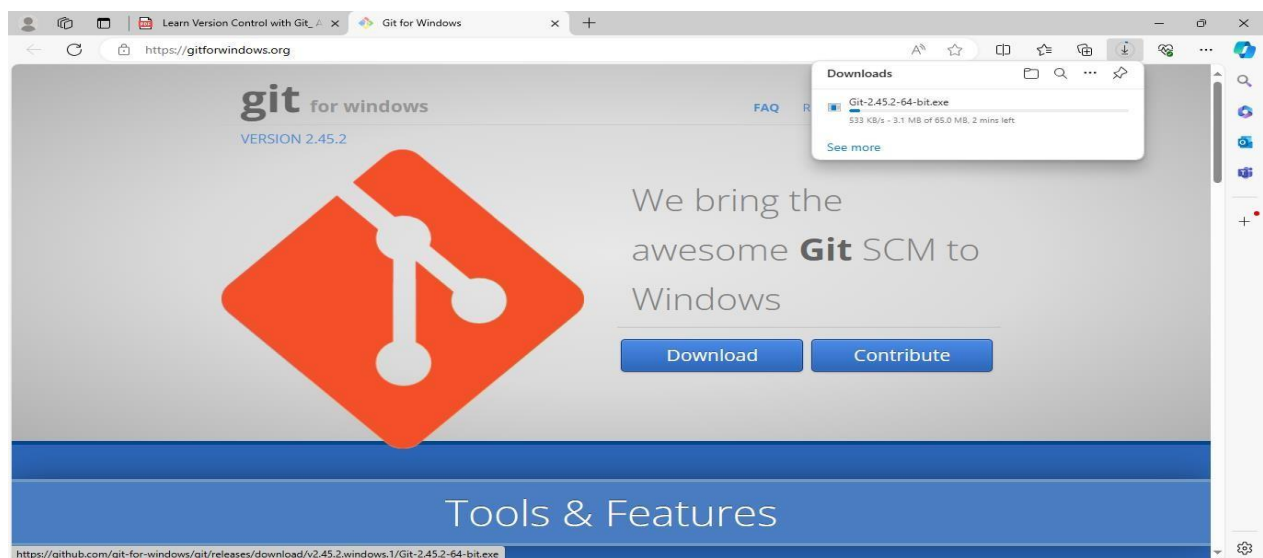 Learn Version Control with Git_
Git for Windows
https://gitforwindows.org
Downloads
Git-2.45.2-64-bit.exe
533 KB/s - 3.1 MB of 65.0 MB, 2 mins left
See more
git for windows
FAQ
VERSION 2.45.2
We bring the
awesome Git SCM to
Windows
Download
Contribute
Tools & Features
https://github.com/git-for-windows/git/releases/download/v2.45.2.windows.1/Git-2.45.2-64-bit.exe